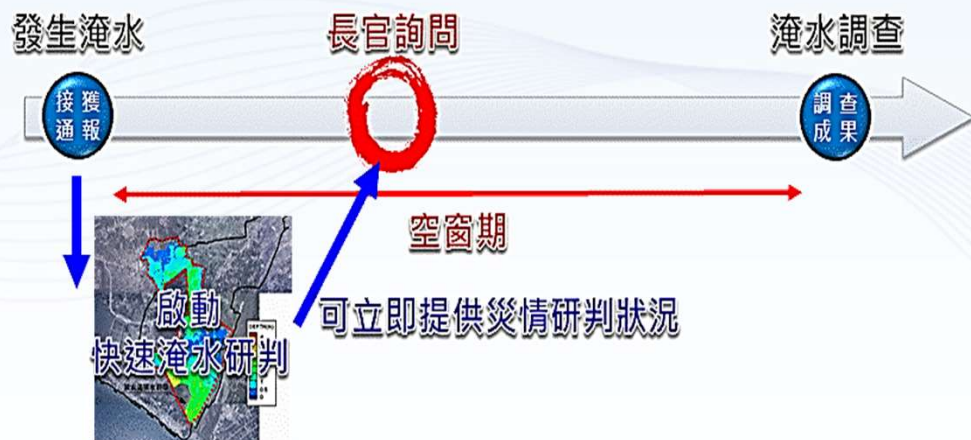 發生淹水
長官詢問
淹水調查
接獲
通報
調查
成果
空窗期
啟動
快速淹水研判
可立即提供災情研判狀況